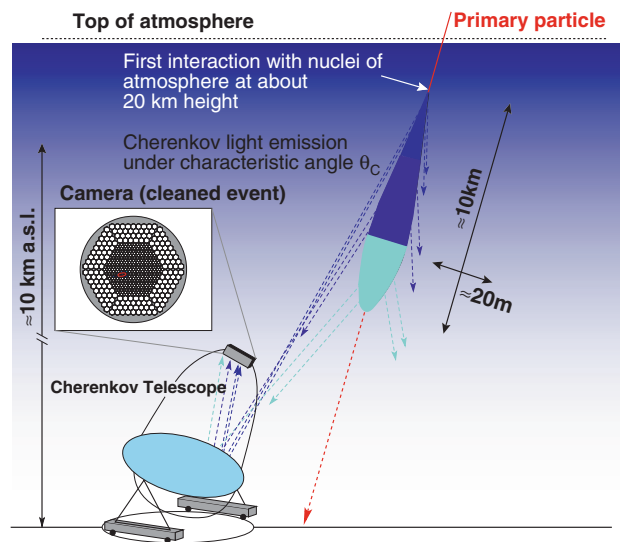 Top of atmosphere
Primary particle
First interaction with nuclei of
atmosphere at about
20 km height
Cherenkov light emission
under characteristic angle θC
Camera (cleaned event)
≈10 km a.s.l.
≈10km
≈20m
Cherenkov Telescope